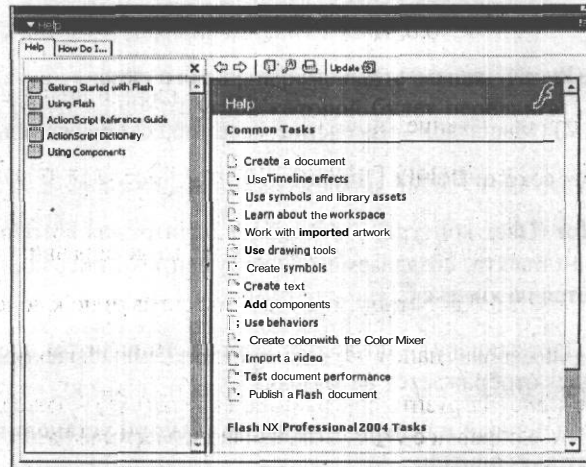 Help
Help How Do I...
Update
Getting Started with Flash
Using Flash
ActionScript Reference Guide
ActionScript Dictionary
Using Components
Help
Common Tasks
Create a document
Use Timeline effects
Use symbols and library assets
Learn about the workspace
Work with imported artwork
Use drawing tools
Create symbols
Create text
Add components
Use behaviors
Create colorwith the Color Mixer
Import a video
Test document performance
Publish a Flash document
Flash NX Professional 2004 Tasks